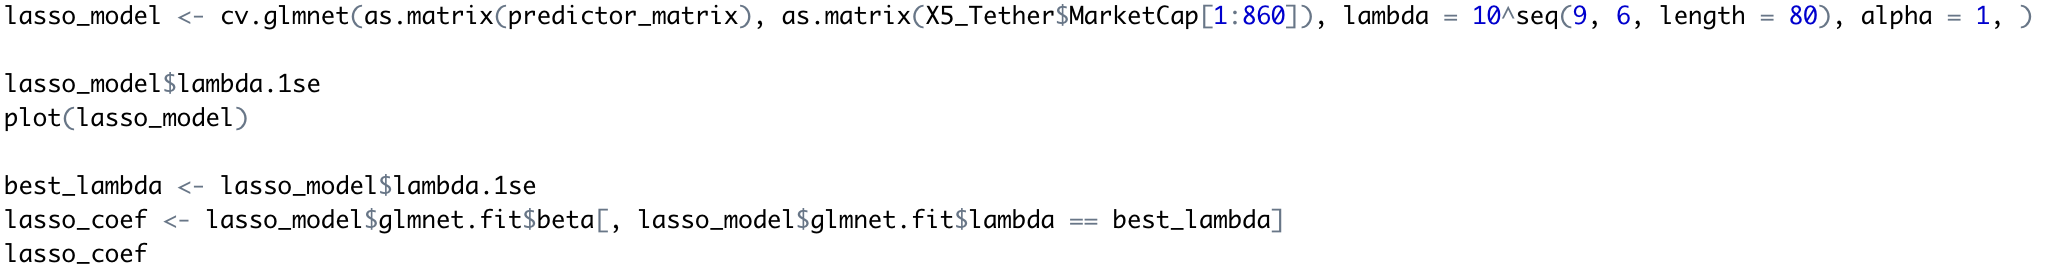 lasso_model <- cv.glmnet(as.matrix(predictor_matrix), as.matrix(X5_Tether$MarketCap[1:860]), lambda = 10^seq(9, 6, length = 80), alpha = 1, )
lasso_model$lambda.1se
plot(lasso_model)
best_lambda <- lasso_model$lambda.1se
lasso_coef <- lasso_model$glmnet.fit$beta[, lasso_model$glmnet.fit$lambda == best_lambda]
lasso_coef